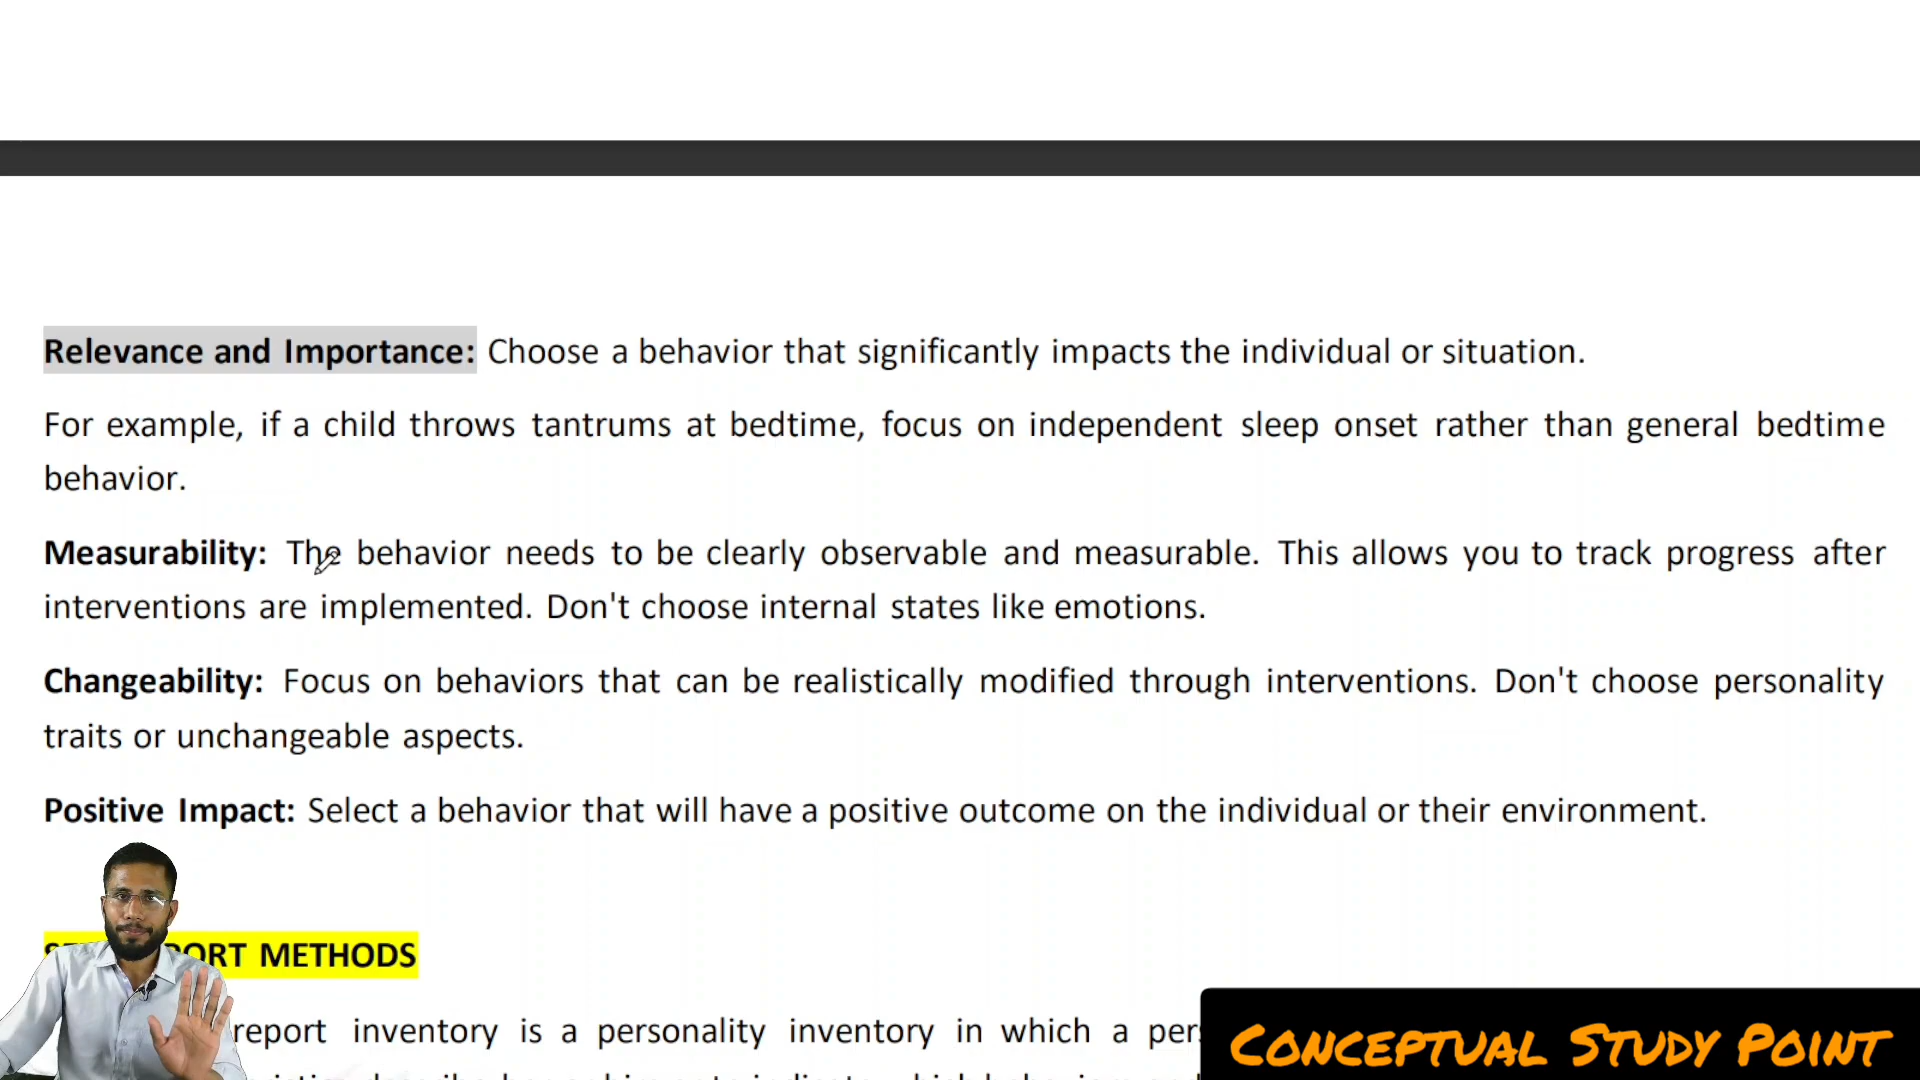 Relevance and Importance: Choose a behavior that significantly impacts the individual or situation.
For example, if a child throws tantrums at bedtime, focus on independent sleep onset rather than general bedtime
behavior.
Measurability: The behavior needs to be clearly observable and measurable. This allows you to track progress after
interventions are implemented. Don't choose internal states like emotions.
Changeability: Focus on behaviors that can be realistically modified through interventions. Don't choose personality
traits or unchangeable aspects.
Positive Impact: Select a behavior that will have a positive outcome on the individual or their environment.
METHODS
report inventory is a personality inventory in which a
Conceptual Study Point